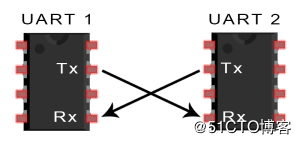 UART 1 UART 2
Tx Tx
Rx Rx
@51CTO博客